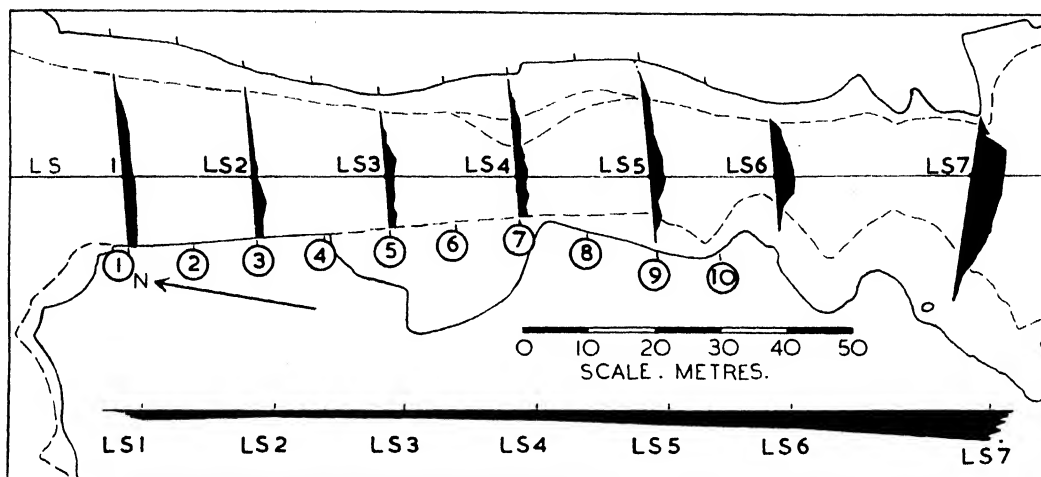 LS 1 LS2 LS3 LS4 LS5 LS6 LS7
1 2 3 4 5 6 7 8 9 10
N
0 10 20 30 40 50
SCALE. METRES.
LS1 LS2 LS3 LS4 LS5 LS6 LS7